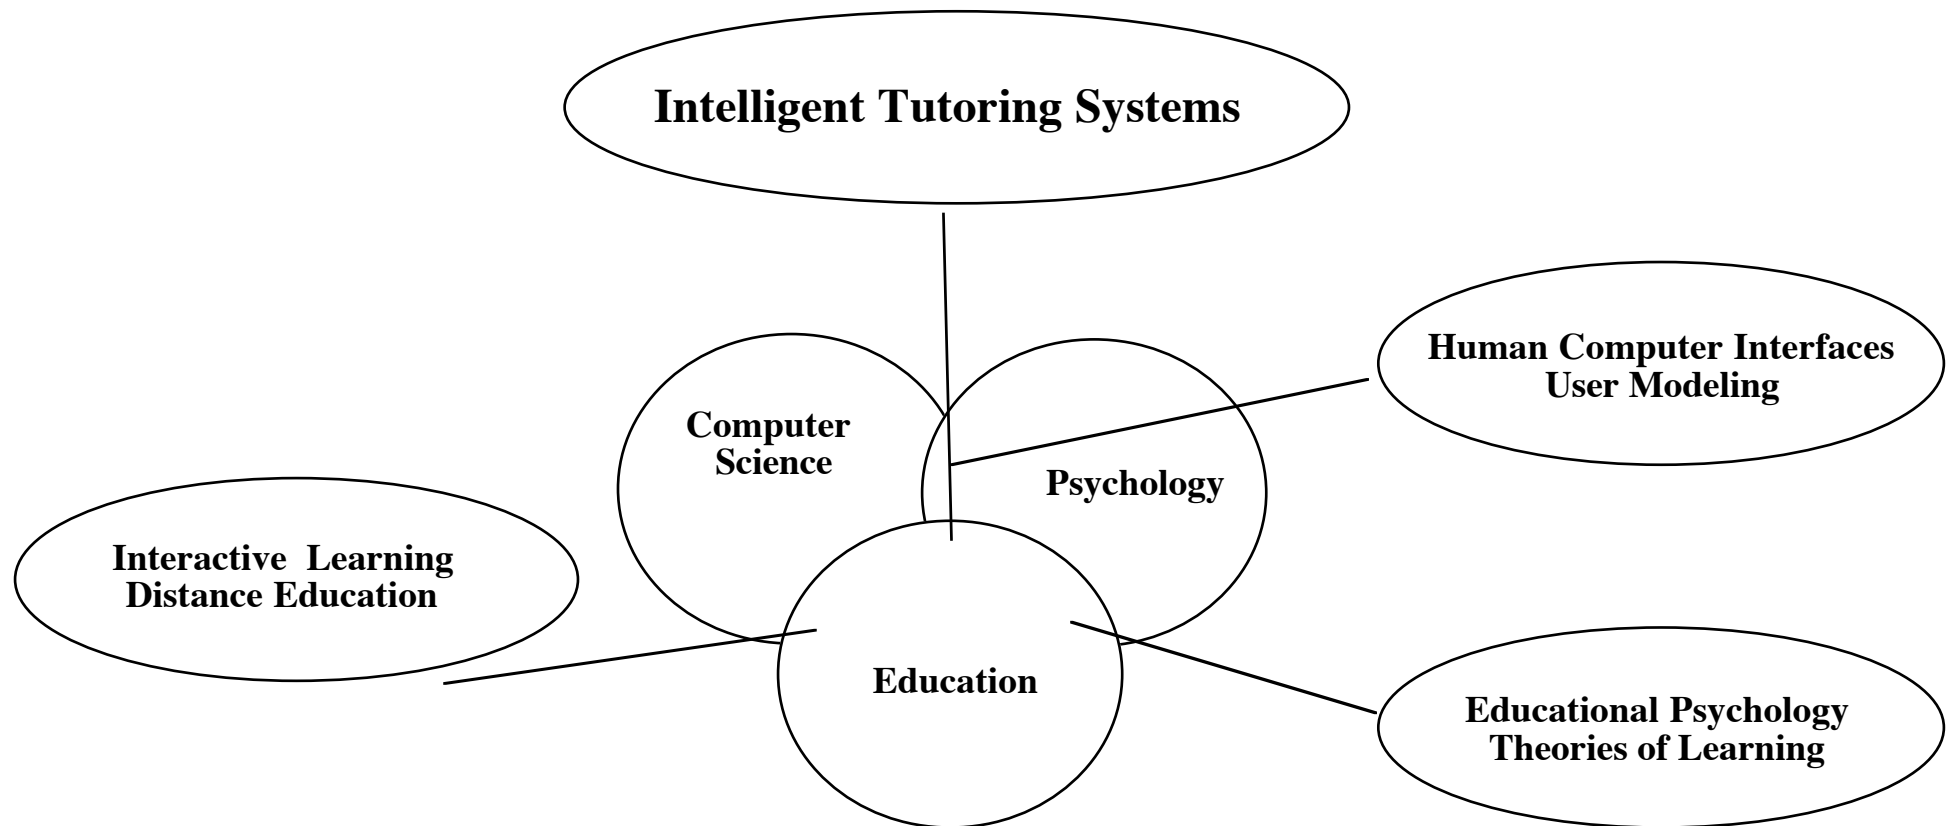 Intelligent Tutoring Systems
Human Computer Interfaces
User Modeling
Computer
Science
Psychology
Interactive Learning
Distance Education
Education
Educational Psychology
Theories of Learning